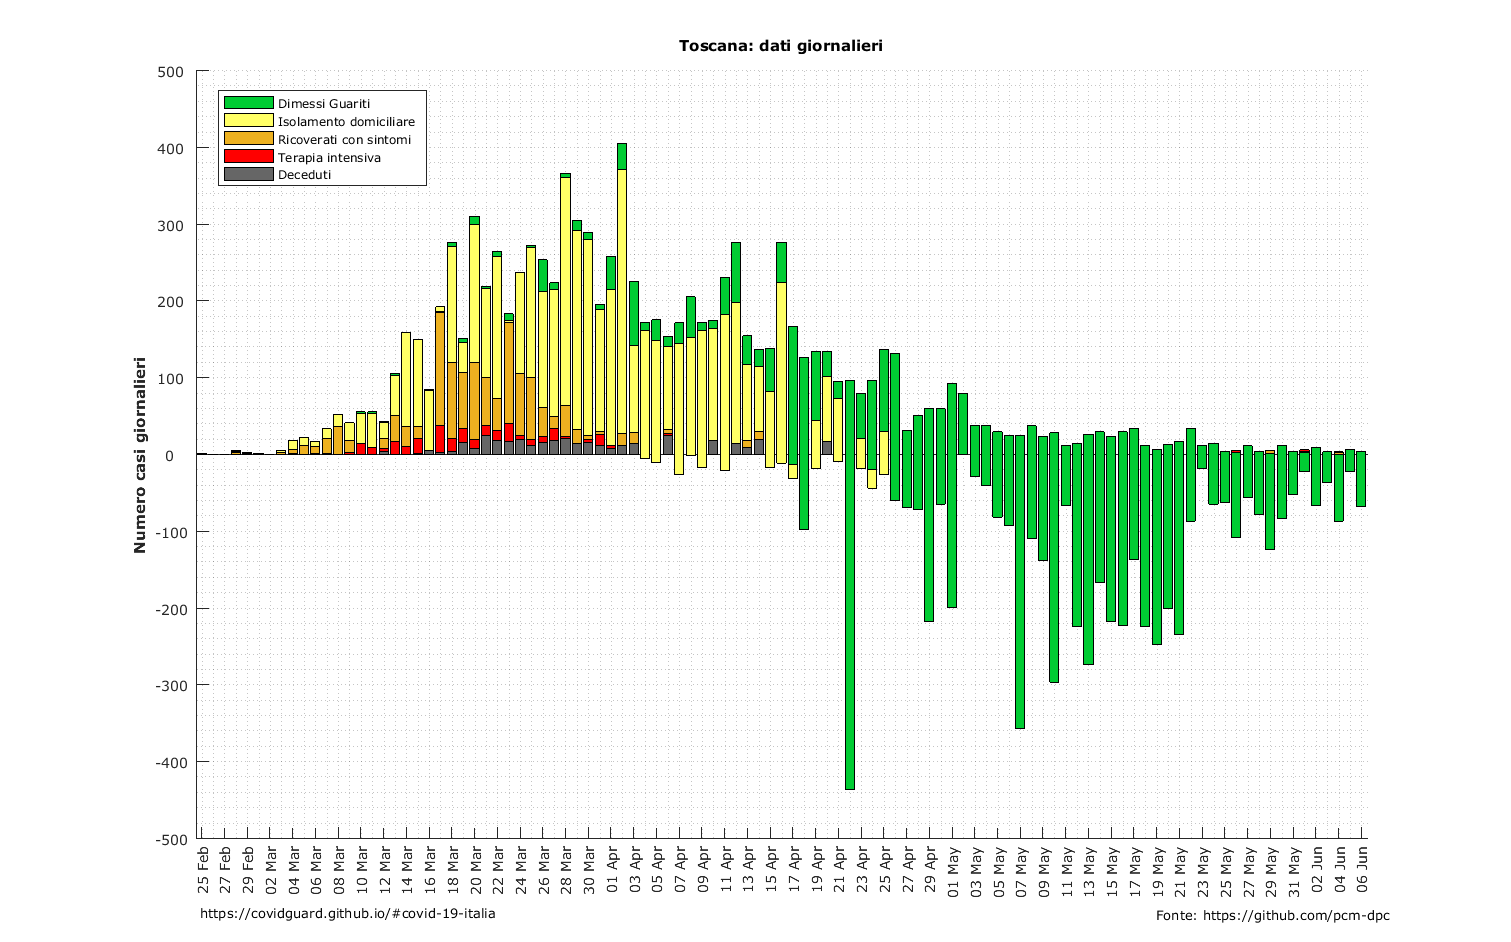 Toscana: dati giornalieri
500
400
300
200
100
0
-100
-200
-300
-400
-500
Numero casi giornalieri
Dimessi Guariti
Isolamento domiciliare
Ricoverati con sintomi
Terapia intensiva
Deceduti
25 Feb
27 Feb
29 Feb
02 Mar
04 Mar
06 Mar
08 Mar
10 Mar
12 Mar
14 Mar
16 Mar
18 Mar
20 Mar
22 Mar
24 Mar
26 Mar
28 Mar
30 Mar
01 Apr
03 Apr
05 Apr
07 Apr
09 Apr
11 Apr
13 Apr
15 Apr
17 Apr
19 Apr
21 Apr
23 Apr
25 Apr
27 Apr
29 Apr
01 May
03 May
05 May
07 May
09 May
11 May
13 May
15 May
17 May
19 May
21 May
23 May
25 May
27 May
29 May
31 May
02 Jun
04 Jun
06 Jun
https://covidguard.github.io/#covid-19-italia
Fonte: https://github.com/pcm-dpc